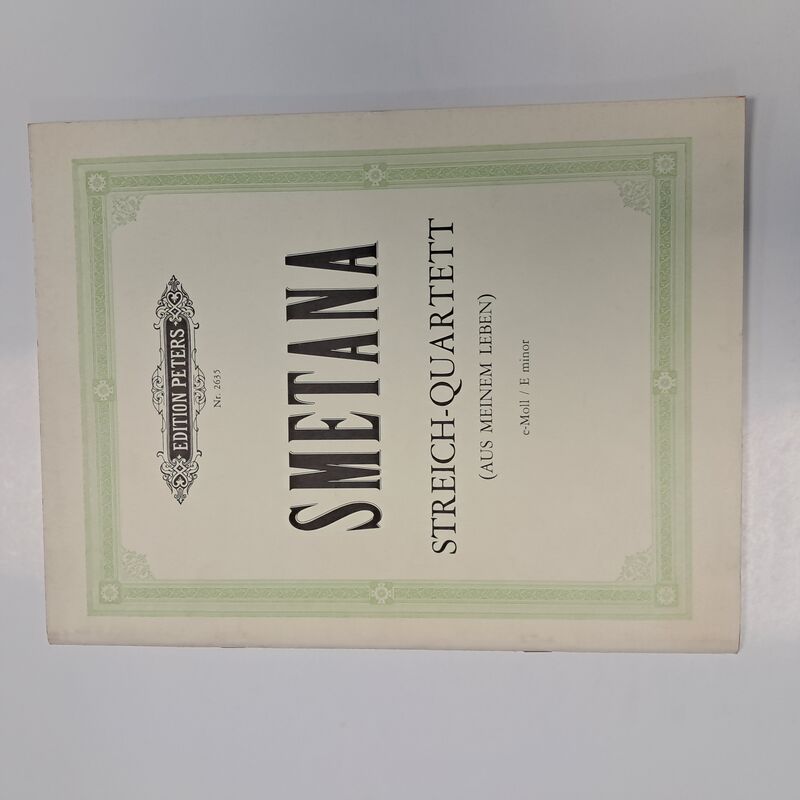 EDITION PETERS
Nr. 2635
SMETANA
STREICH-QUARTETT
(AUS MEINEM LEBEN)
e-Moll / E minor